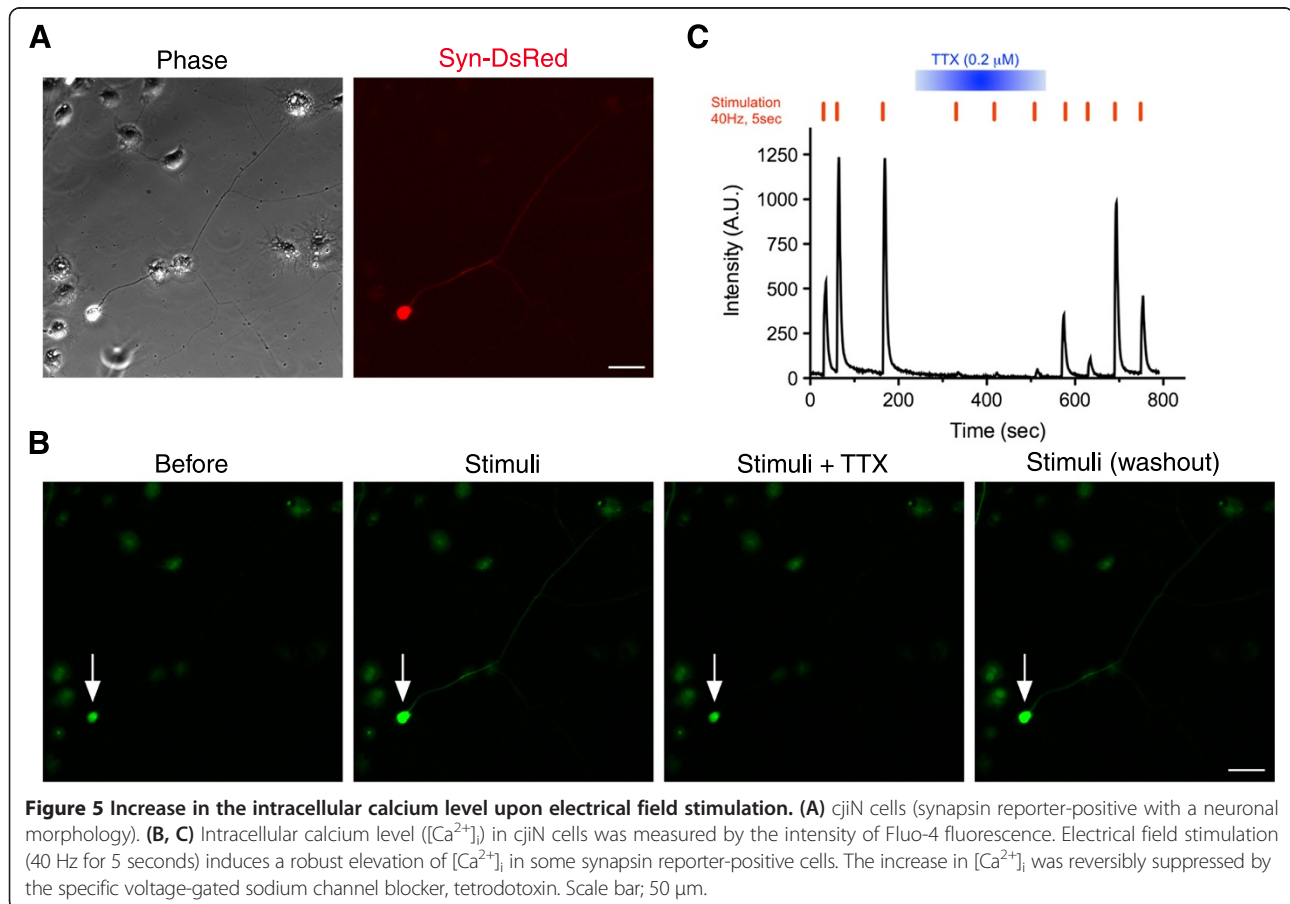 A
Phase
Syn-DsRed
C
TTX (0.2 µM)
Stimulation
40Hz, 5sec
1250
1000
750
500
250
0
Intensity (A.U.)
0 200 400 600 800
Time (sec)
B
Before
Stimuli
Stimuli + TTX
Stimuli (washout)
Figure 5 Increase in the intracellular calcium level upon electrical field stimulation. (A) cjiN cells (synapsin reporter-positive with a neuronal
morphology). (B, C) Intracellular calcium level ([Ca²⁺]ᵢ) in cjiN cells was measured by the intensity of Fluo-4 fluorescence. Electrical field stimulation
(40 Hz for 5 seconds) induces a robust elevation of [Ca²⁺]ᵢ in some synapsin reporter-positive cells. The increase in [Ca²⁺]ᵢ was reversibly suppressed by
the specific voltage-gated sodium channel blocker, tetrodotoxin. Scale bar; 50 µm.